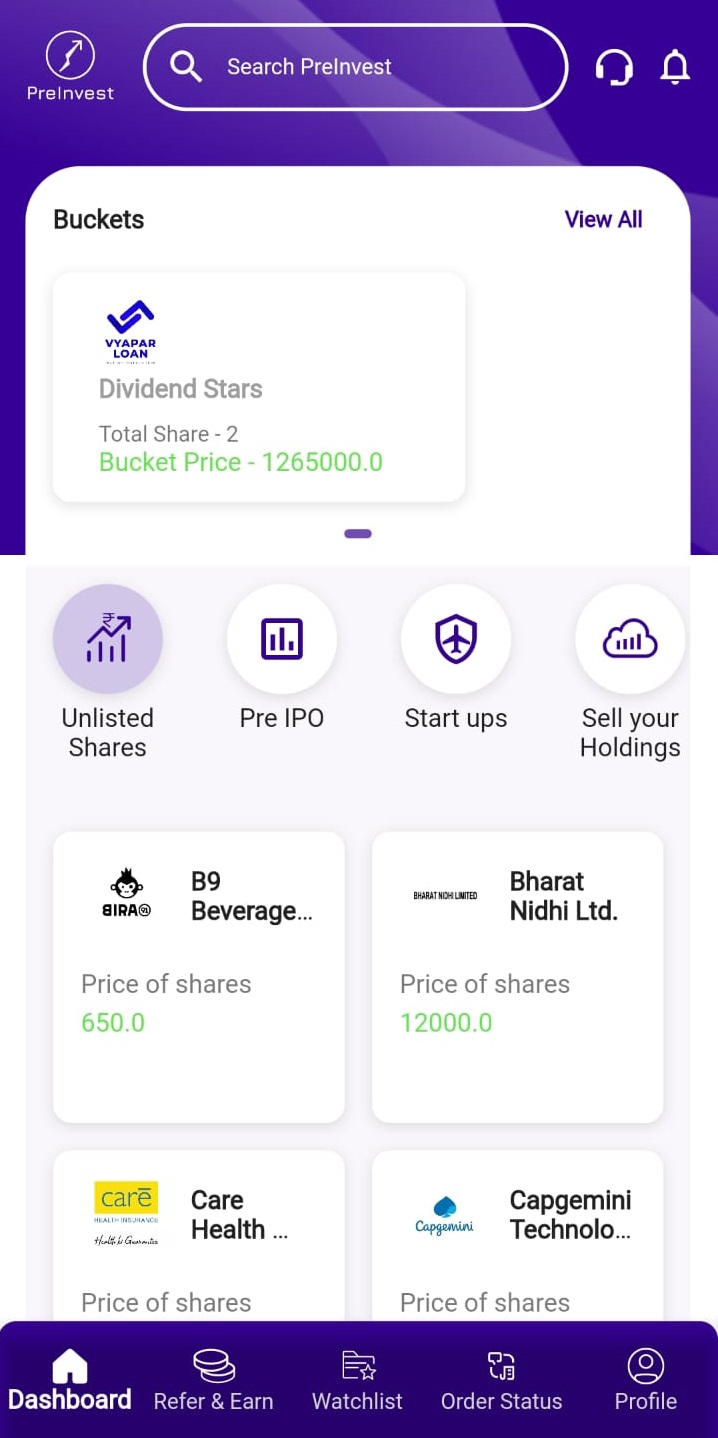 PreInvest
Search PreInvest
Buckets
View All
VYAPAR
LOAN
Dividend Stars
Total Share - 2
Bucket Price - 1265000.0
Unlisted
Shares
Pre IPO
Start ups
Sell your
Holdings
BIRA 91
B9
Beverage...
BHARAT NIDHI LIMITED
Bharat
Nidhi Ltd.
Price of shares
650.0
Price of shares
12000.0
carē
HEALTH INSURANCE
Health ki Guarantee
Care
Health ...
Capgemini
Capgemini
Technolo...
Price of shares
Price of shares
Dashboard
Refer & Earn
Watchlist
Order Status
Profile